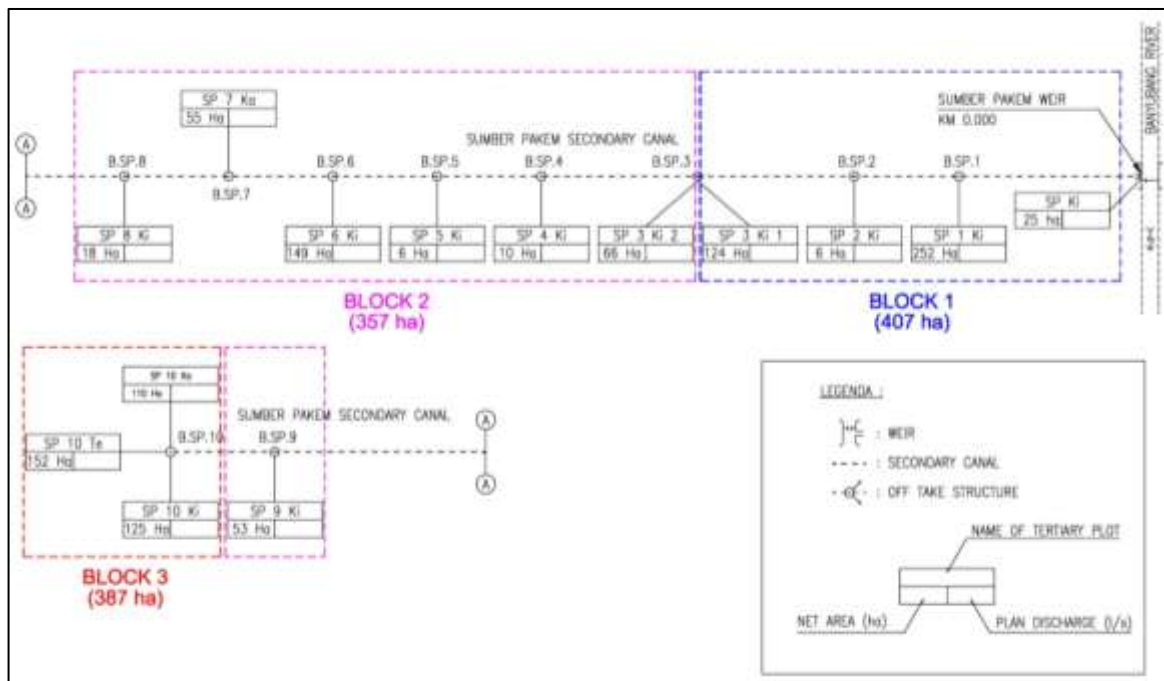 BANYUBANG RIVER
SUMBER PAKEM WEIR
KM 0.000
SP 7 Ka
55 Ha
SUMBER PAKEM SECONDARY CANAL
A
A
B.SP.8
B.SP.7
B.SP.6
B.SP.5
B.SP.4
B.SP.3
B.SP.2
B.SP.1
SP Ki
25 ha
SP 8 Ki
18 Ha
SP 6 Ki
149 Ha
SP 5 Ki
6 Ha
SP 4 Ki
10 Ha
SP 3 Ki 2
66 Ha
SP 3 Ki 1
124 Ha
SP 2 Ki
6 Ha
SP 1 Ki
252 Ha
BLOCK 2
(357 ha)
BLOCK 1
(407 ha)
SP 10 Ka
110 Ha
SUMBER PAKEM SECONDARY CANAL
A
A
SP 10 Te
152 Ha
B.SP.10
B.SP.9
SP 10 Ki
125 Ha
SP 9 Ki
53 Ha
BLOCK 3
(387 ha)
LEGENDA :
: WEIR
: SECONDARY CANAL
: OFF TAKE STRUCTURE
NAME OF TERTIARY PLOT
NET AREA (ha)
PLAN DISCHARGE (l/s)